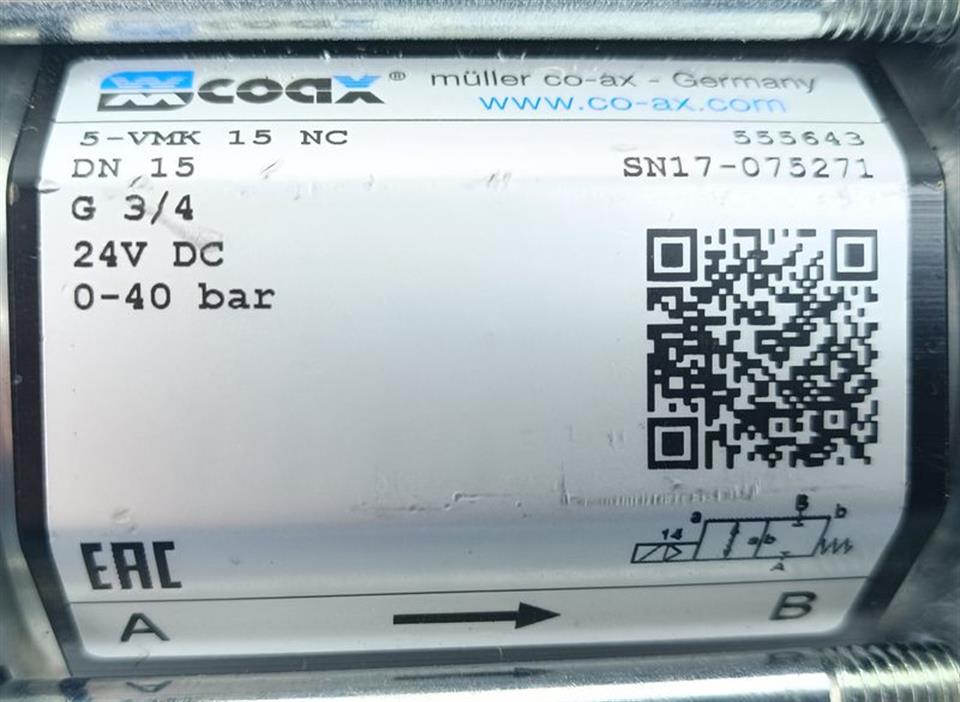 coax® müller co-ax - Germany
www.co-ax.com
5-VMK 15 NC 555643
DN 15 SN17-075271
G 3/4
24V DC
0-40 bar
a B b
14 a b
A
EAC
A B